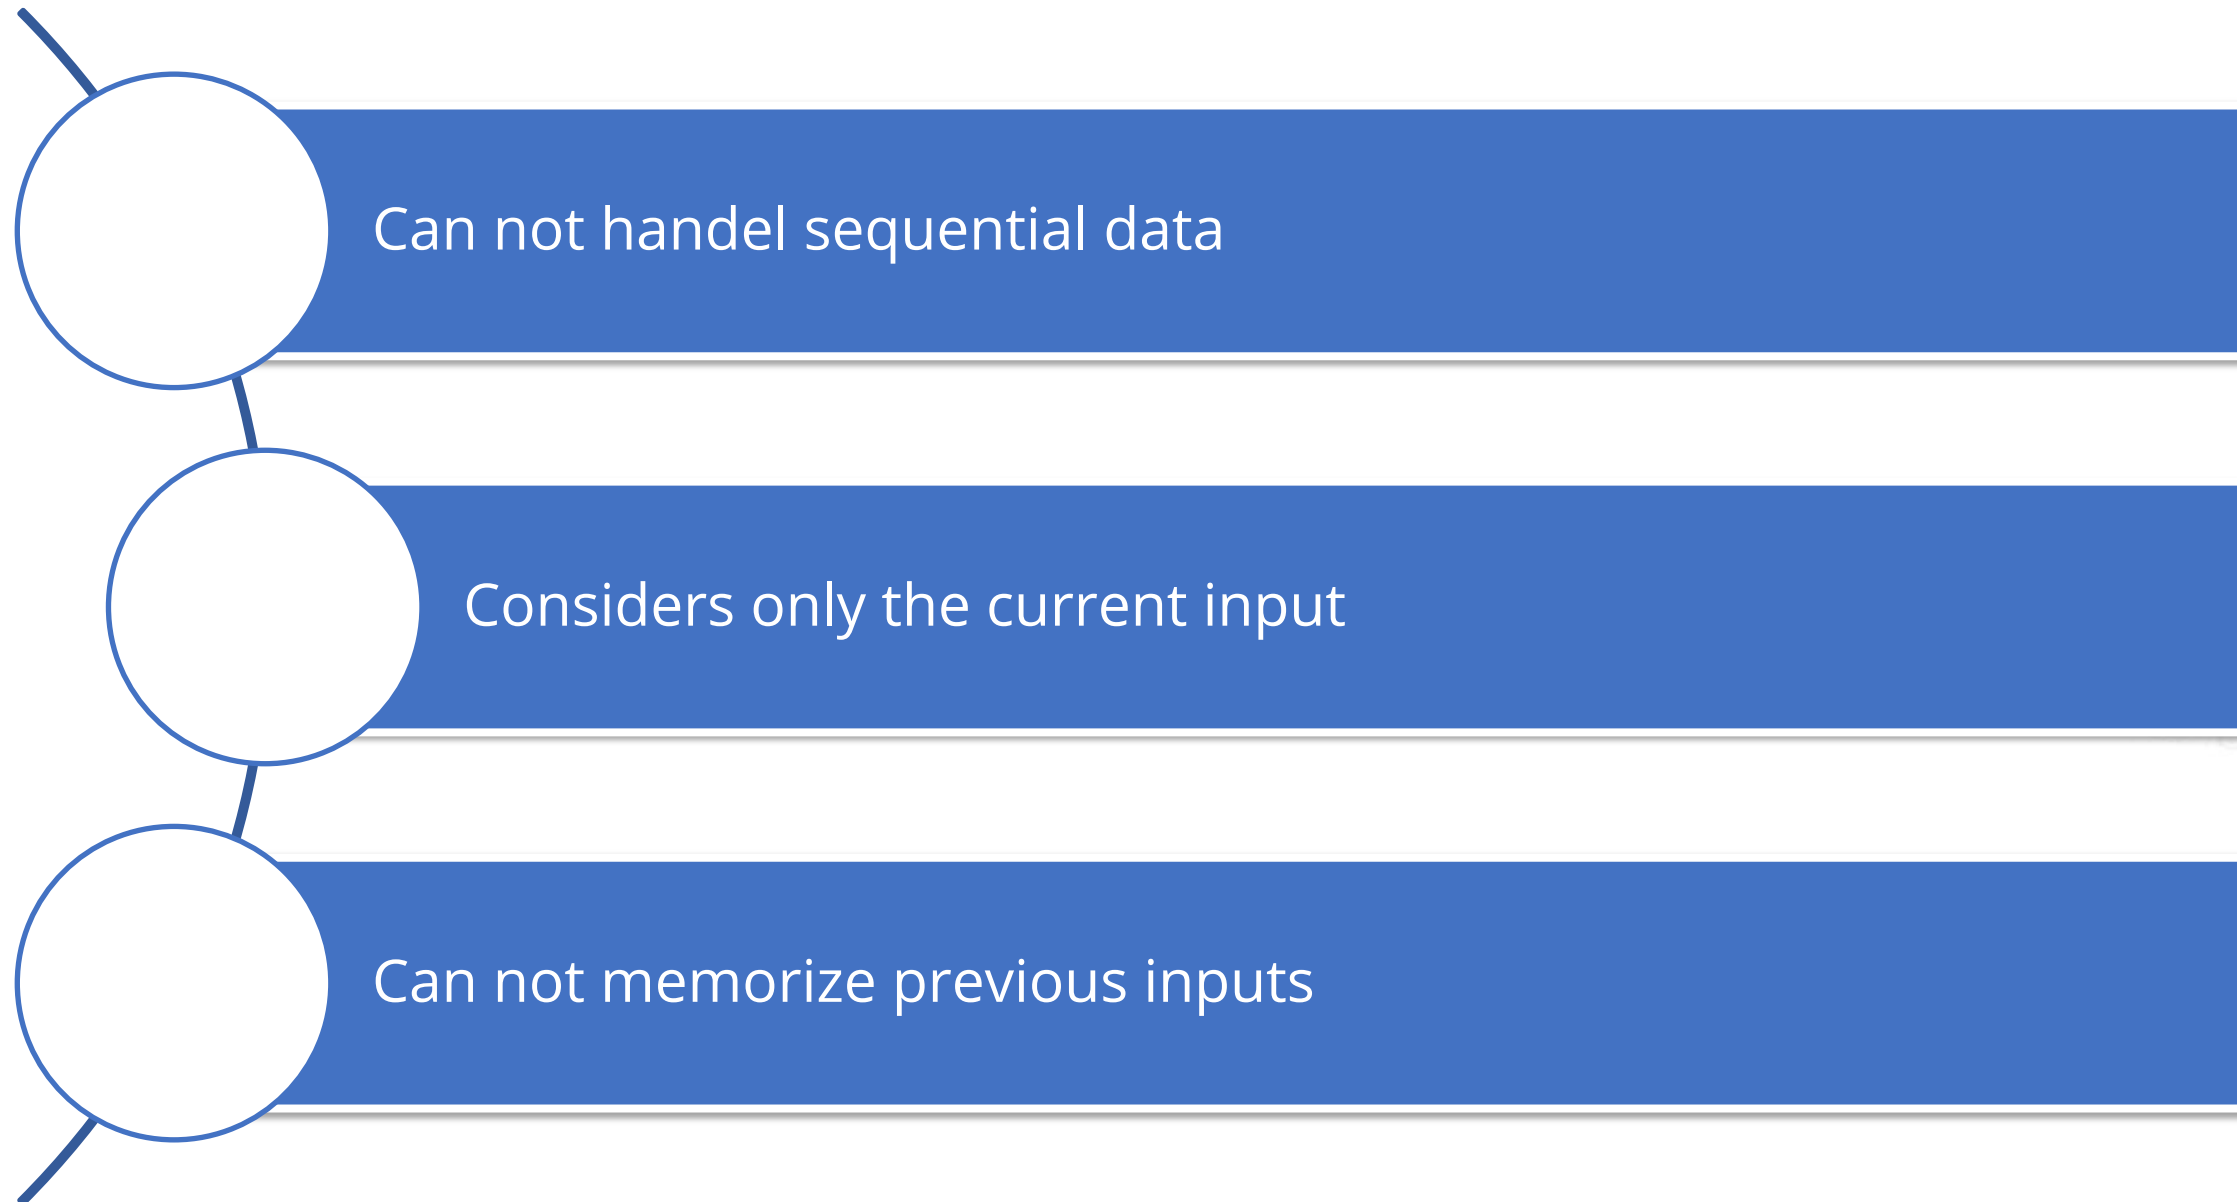 Can not handel sequential data
Considers only the current input
Can not memorize previous inputs